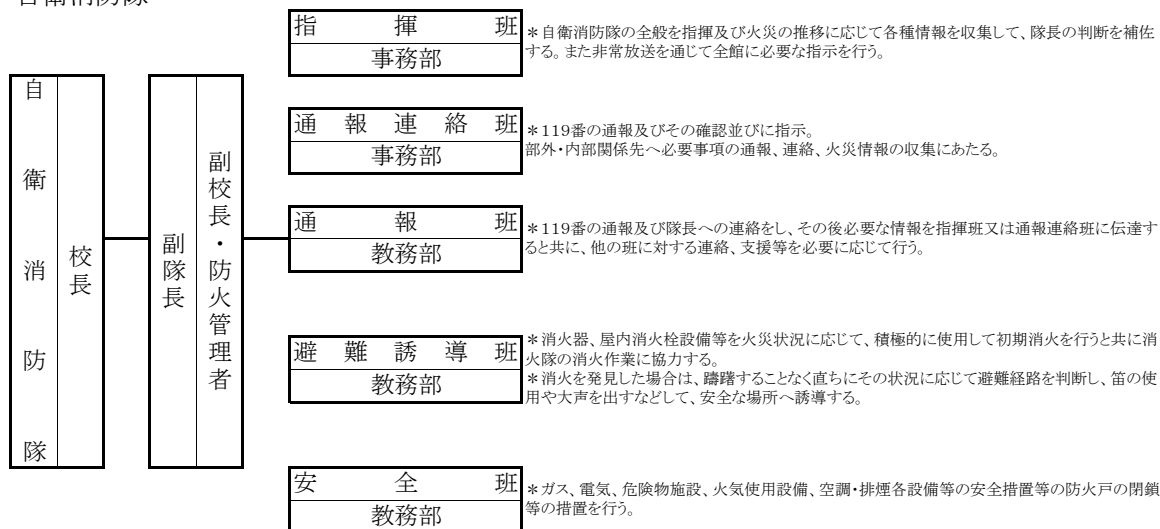 自衛消防隊
自衛消防隊
校長
副隊長
副校長・防火管理者
指揮班
事務部
＊自衛消防隊の全般を指揮及び火災の推移に応じて各種情報を収集して、隊長の判断を補佐
する。また非常放送を通じて全館に必要な指示を行う。
通報連絡班
事務部
＊119番の通報及びその確認並びに指示。
部外・内部関係先へ必要事項の通報、連絡、火災情報の収集にあたる。
通報班
教務部
＊119番の通報及び隊長への連絡をし、その後必要な情報を指揮班又は通報連絡班に伝達す
ると共に、他の班に対する連絡、支援等を必要に応じて行う。
避難誘導班
教務部
＊消火器、屋内消火栓設備等を火災状況に応じて、積極的に使用して初期消火を行うと共に消
火隊の消火作業に協力する。
＊消火を発見した場合は、躊躇することなく直ちにその状況に応じて避難経路を判断し、笛の使
用や大声を出すなどして、安全な場所へ誘導する。
安全班
教務部
＊ガス、電気、危険物施設、火気使用設備、空調・排煙各設備等の安全措置等の防火戸の閉鎖
等の措置を行う。